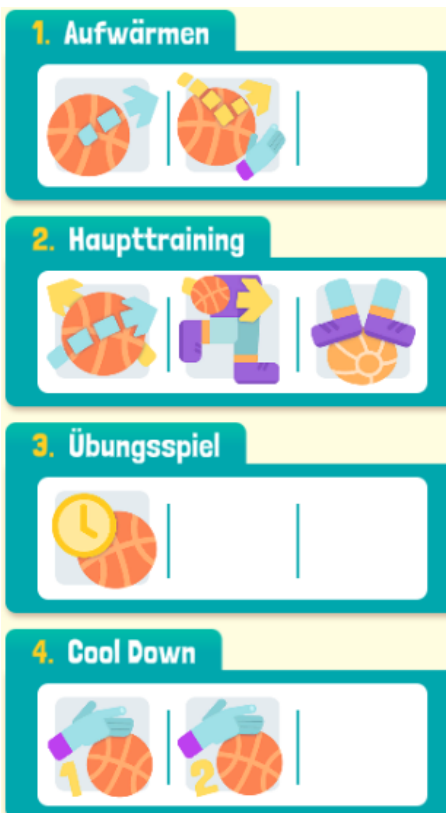 1. Aufwärmen
2. Haupttraining
3. Übungsspiel
4. Cool Down
1
2